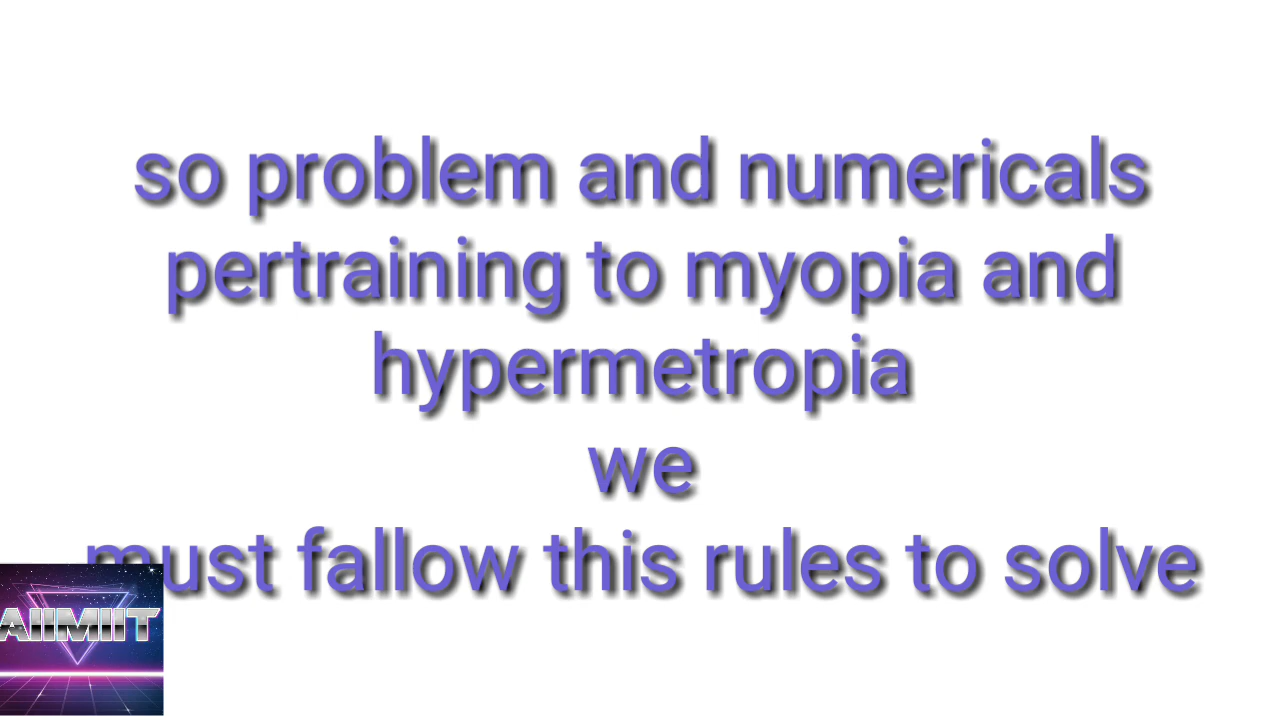 so problem and numericals
pertraining to myopia and
hypermetropia
we
must fallow this rules to solve
AIIMIIT